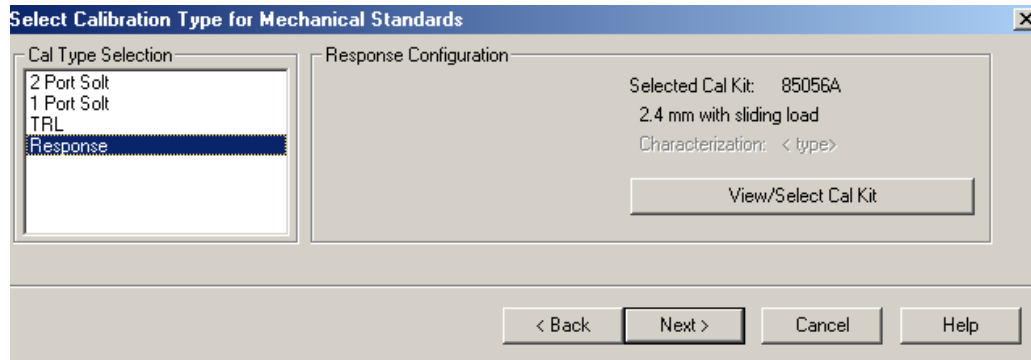 Select Calibration Type for Mechanical Standards
Cal Type Selection
2 Port Solt
1 Port Solt
TRL
Response
Response Configuration
Selected Cal Kit: 85056A
2.4 mm with sliding load
Characterization: < type>
View/Select Cal Kit
< Back Next > Cancel Help